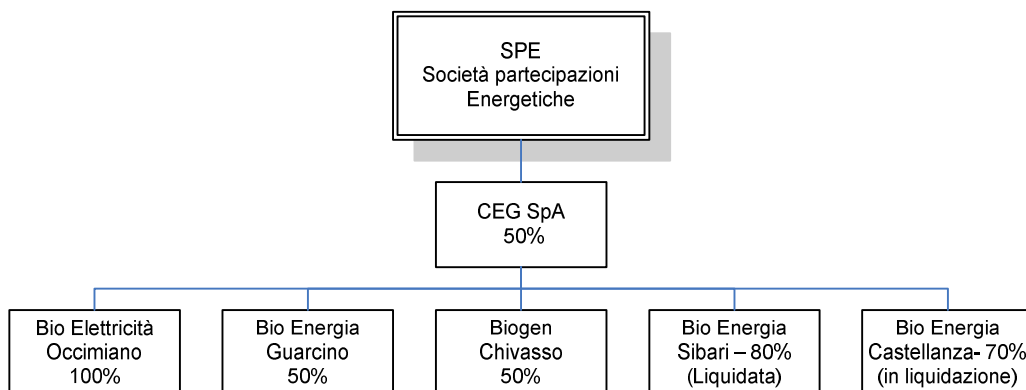 SPE
Società partecipazioni
Energetiche
CEG SpA
50%
Bio Elettricità
Occimiano
100%
Bio Energia
Guarcino
50%
Biogen
Chivasso
50%
Bio Energia
Sibari – 80%
(Liquidata)
Bio Energia
Castellanza- 70%
(in liquidazione)